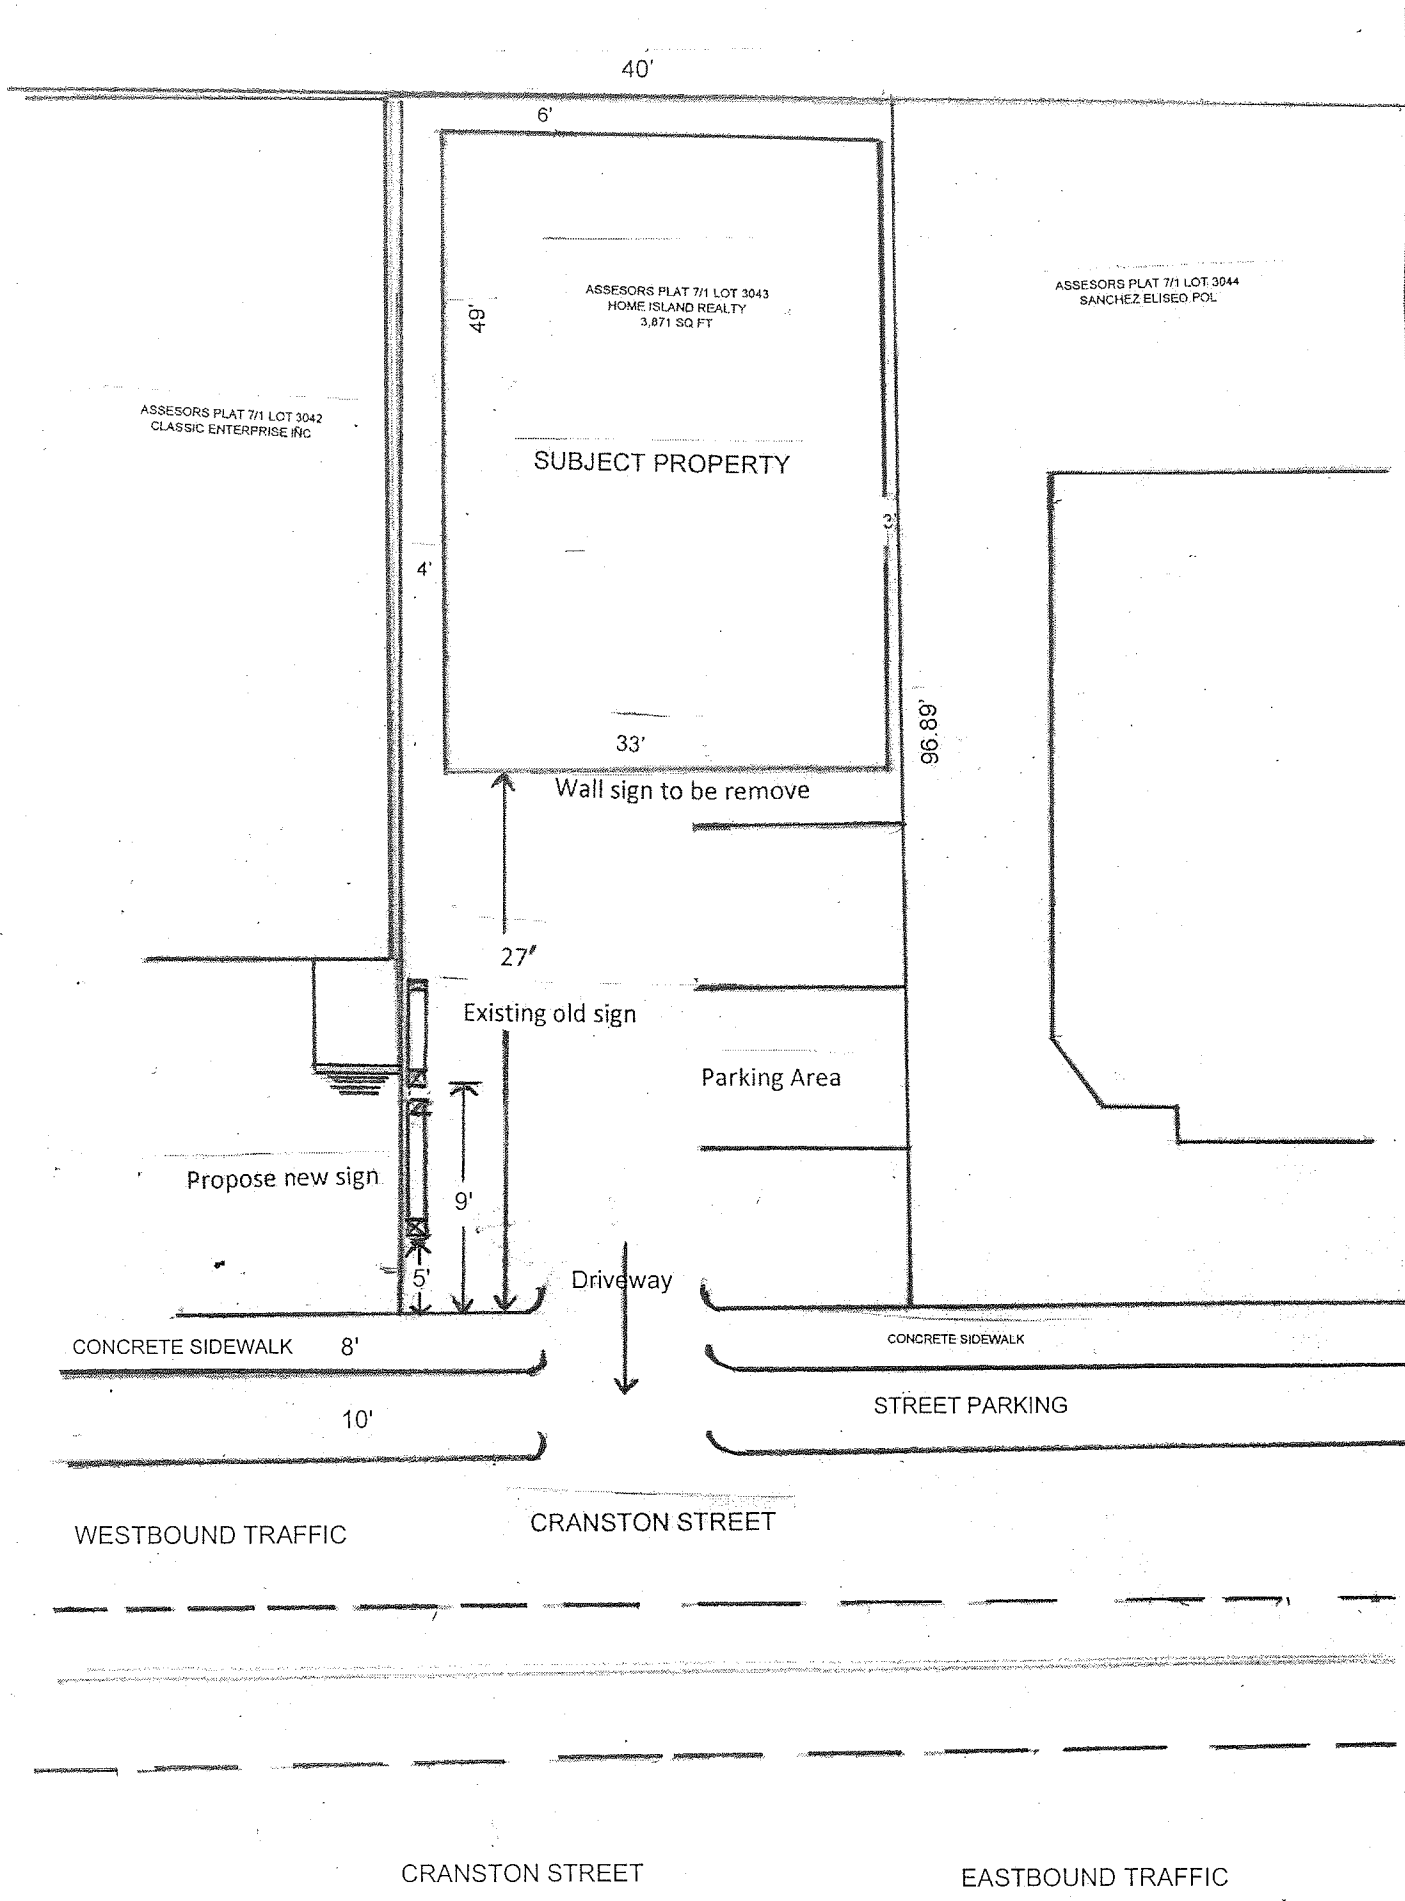 40'
6'
ASSESORS PLAT 7/1 LOT 3043
HOME ISLAND REALTY
3,871 SQ FT
49'
ASSESORS PLAT 7/1 LOT 3044
SANCHEZ ELISEO POL
ASSESORS PLAT 7/1 LOT 3042
CLASSIC ENTERPRISE INC
SUBJECT PROPERTY
3'
4'
96.89'
33'
Wall sign to be remove
27'
Existing old sign
Parking Area
Propose new sign
9'
5'
Driveway
CONCRETE SIDEWALK 8'
CONCRETE SIDEWALK
10'
STREET PARKING
WESTBOUND TRAFFIC
CRANSTON STREET
CRANSTON STREET
EASTBOUND TRAFFIC